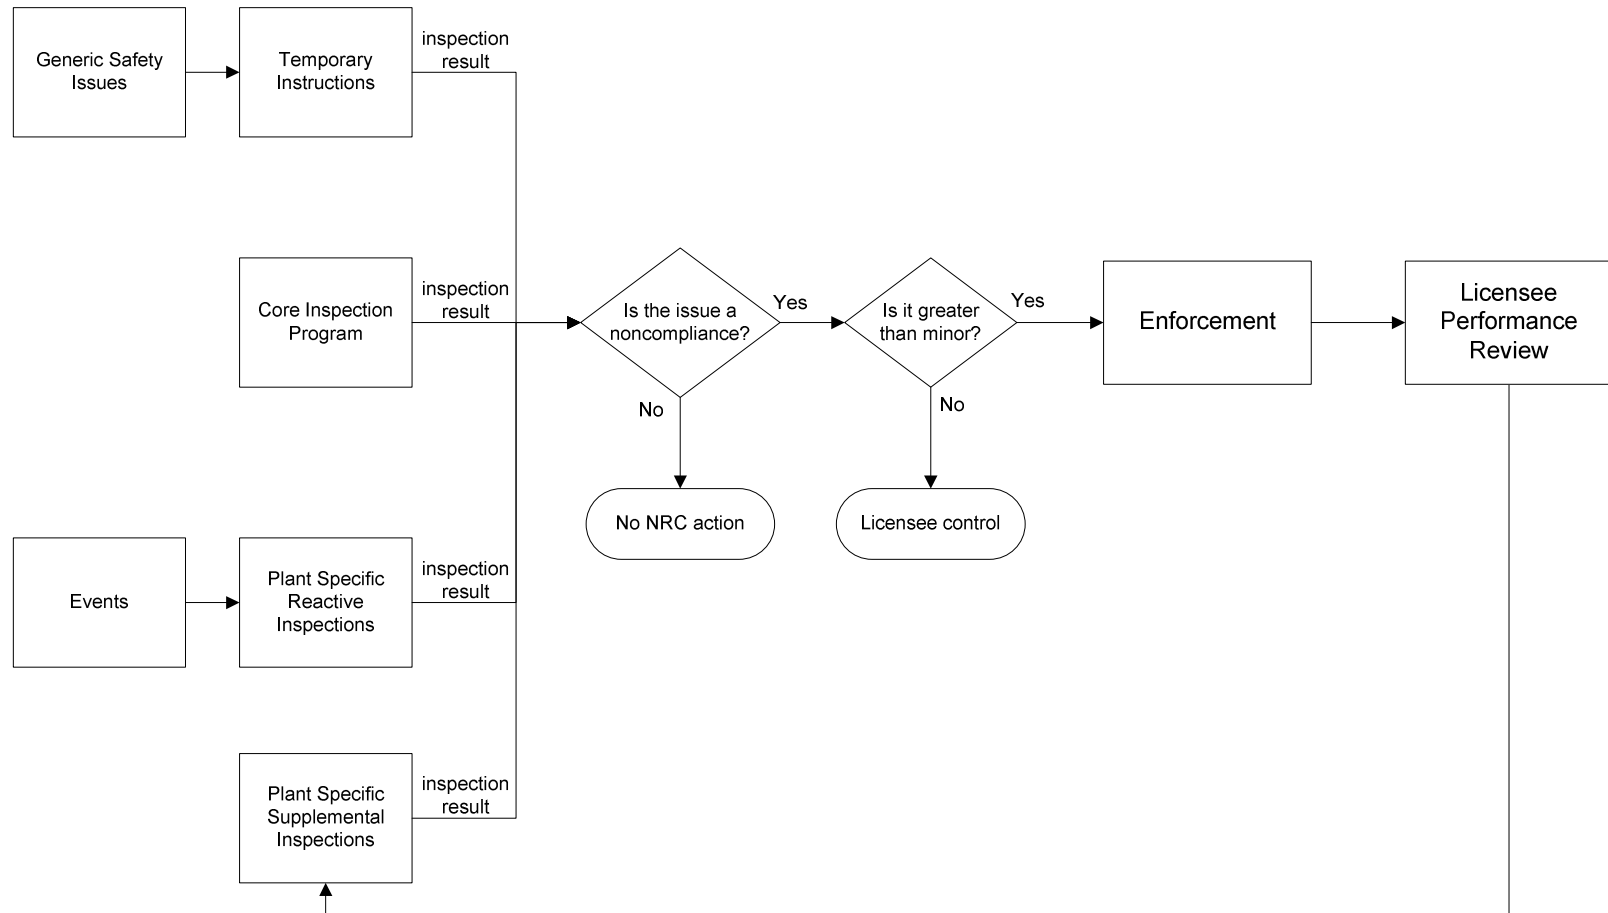 Generic Safety
Issues
Temporary
Instructions
inspection
result
Core Inspection
Program
inspection
result
Is the issue a
noncompliance?
Yes
Is it greater
than minor?
Yes
Enforcement
Licensee
Performance
Review
No
No
No NRC action
Licensee control
Events
Plant Specific
Reactive
Inspections
inspection
result
Plant Specific
Supplemental
Inspections
inspection
result